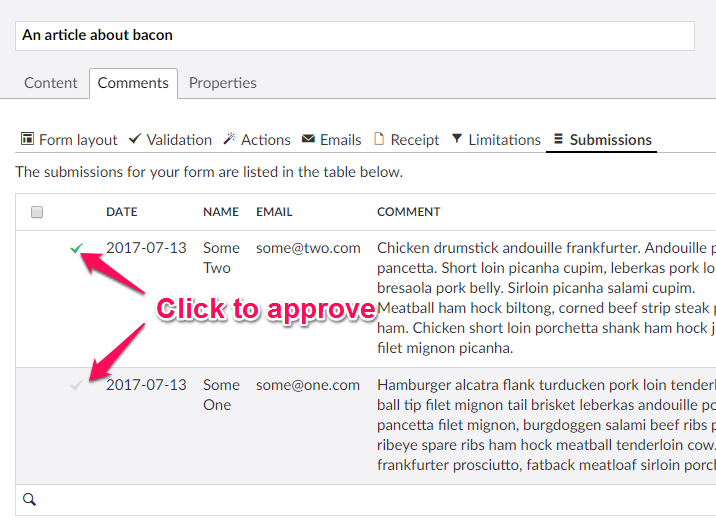 An article about bacon
Content Comments Properties
Form layout Validation Actions Emails Receipt Limitations Submissions
The submissions for your form are listed in the table below.
DATE NAME EMAIL COMMENT
2017-07-13 Some Two some@two.com Chicken drumstick andouille frankfurter. Andouille p
pancetta. Short loin picanha cupim, leberkas pork lo
bresaola pork belly. Sirloin picanha salami cupim.
Meatball ham hock biltong, corned beef strip steak p
ham. Chicken short loin porchetta shank ham hock j
filet mignon picanha.
Click to approve
2017-07-13 Some One some@one.com Hamburger alcatra flank turducken pork loin tenderl
ball tip filet mignon tail brisket leberkas andouille po
pancetta filet mignon, burgdoggen salami beef ribs p
ribeye spare ribs ham hock meatball tenderloin cow.
frankfurter prosciutto, fatback meatloaf sirloin porch